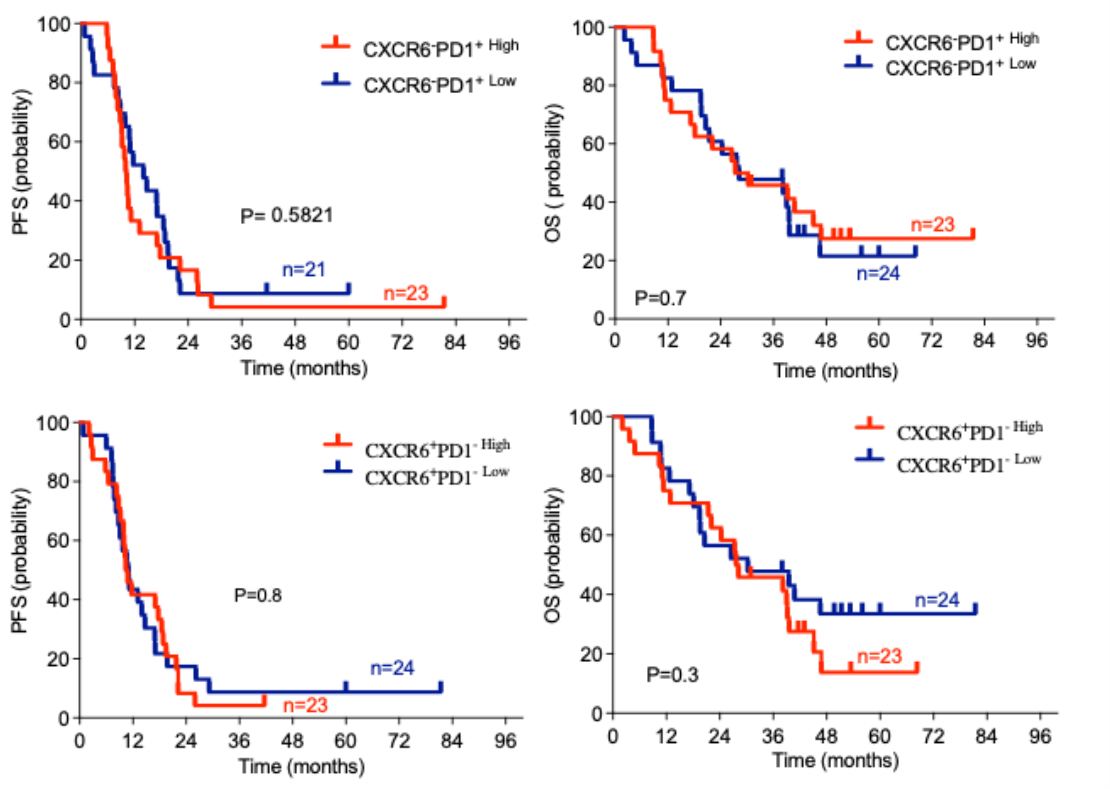 100
80
60
40
20
0
PFS (probability)
CXCR6⁻PD1⁺ High
CXCR6⁻PD1⁺ Low
P= 0.5821
n=21
n=23
0 12 24 36 48 60 72 84 96
Time (months)
100
80
60
40
20
0
OS ( probability)
CXCR6⁻PD1⁺ High
CXCR6⁻PD1⁺ Low
n=23
n=24
P=0.7
0 12 24 36 48 60 72 84 96
Time (months)
100
80
60
40
20
0
PFS (probability)
CXCR6⁺PD1⁻ High
CXCR6⁺PD1⁻ Low
P=0.8
n=24
n=23
0 12 24 36 48 60 72 84 96
Time (months)
100
80
60
40
20
0
OS (probability)
CXCR6⁺PD1⁻ High
CXCR6⁺PD1⁻ Low
n=24
n=23
P=0.3
0 12 24 36 48 60 72 84 96
Time (months)